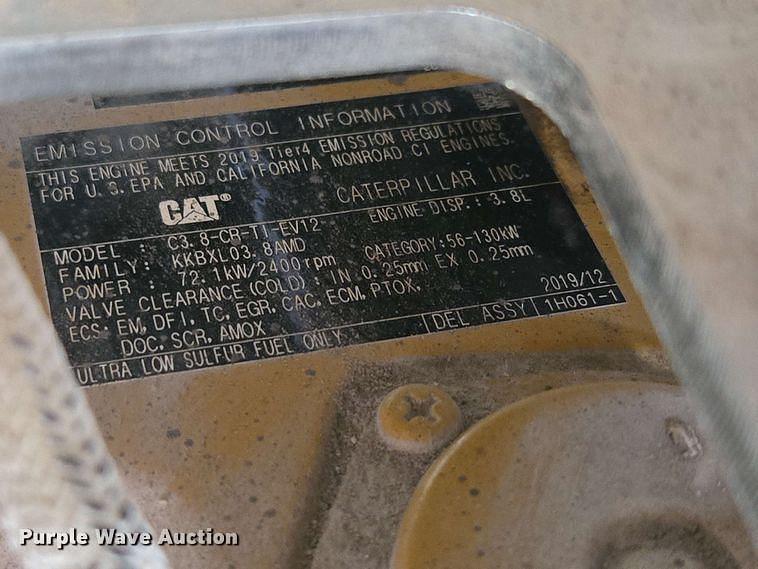 EMISSION CONTROL INFORMATION
THIS ENGINE MEETS 2019 Tier4 EMISSION REGULATIONS
FOR U.S. EPA AND CALIFORNIA NONROAD CI ENGINES.
CAT® CATERPILLAR INC.
MODEL : C3.8-CR-TI-EV12 ENGINE DISP.: 3.8L
FAMILY: KKBXL03.8AMD
POWER : 72.1kW/2400rpm CATEGORY:56-130kW
VALVE CLEARANCE(COLD): IN 0.25mm EX 0.25mm
ECS: EM, DFI, TC, EGR, CAC, ECM, PTOX,
DOC, SCR, AMOX 2019/12
ULTRA LOW SULFUR FUEL ONLY DEL ASSY 1H061-1
Purple Wave Auction